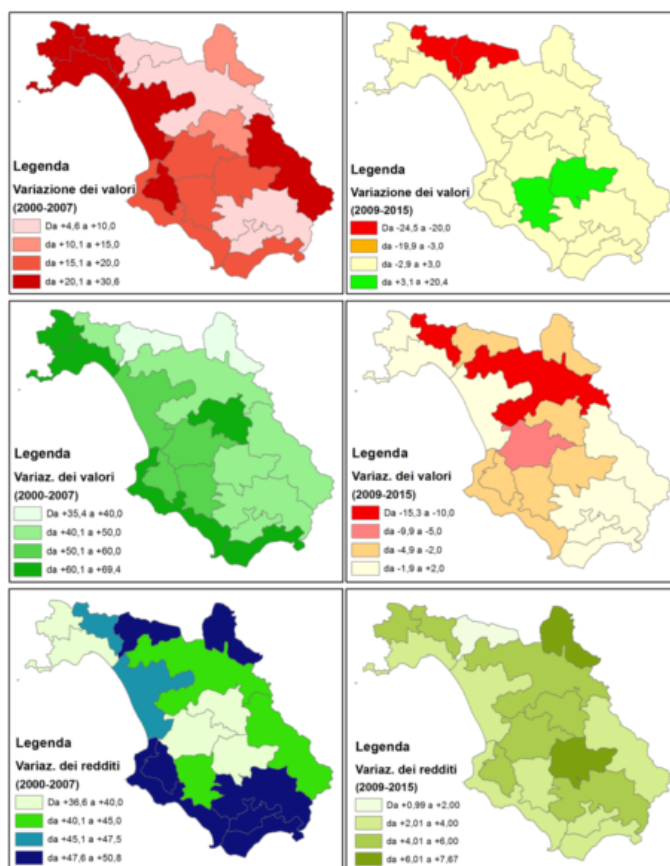 Legenda
Variazione dei valori
(2000-2007)
Da +4,6 a +10,0
da +10,1 a +15,0
da +15,1 a +20,0
da +20,1 a +30,6
Legenda
Variazione dei valori
(2009-2015)
Da -24,5 a -20,0
da -19,9 a -3,0
da -2,9 a +3,0
da +3,1 a +20,4
Legenda
Variaz. dei valori
(2000-2007)
Da +35,4 a +40,0
da +40,1 a +50,0
da +50,1 a +60,0
da +60,1 a +69,4
Legenda
Variaz. dei valori
(2009-2015)
Da -15,3 a -10,0
da -9,9 a -5,0
da -4,9 a -2,0
da -1,9 a +2,0
Legenda
Variaz. dei redditi
(2000-2007)
Da +36,6 a +40,0
da +40,1 a +45,0
da +45,1 a +47,5
da +47,6 a +50,8
Legenda
Variaz. dei redditi
(2009-2015)
Da +0,99 a +2,00
da +2,01 a +4,00
da +4,01 a +6,00
da +6,01 a +7,67